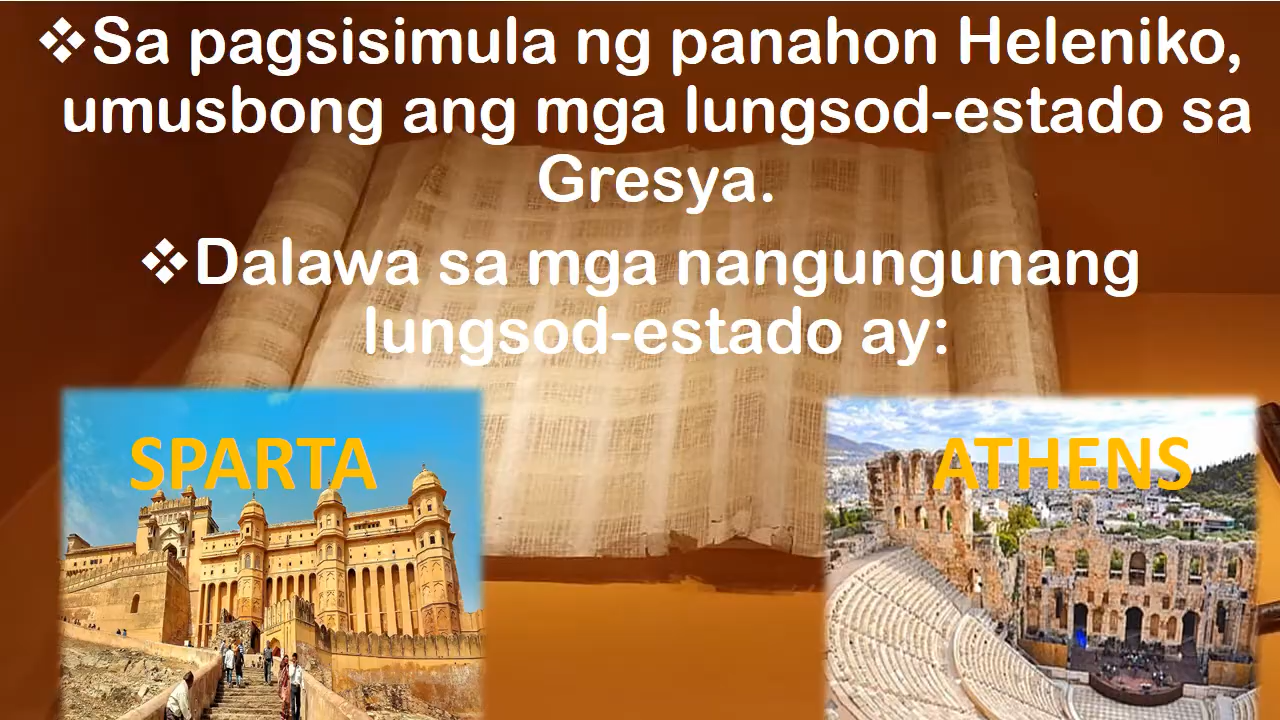 ❖Sa pagsisimula ng panahon Heleniko,
umusbong ang mga lungsod-estado sa
Gresya.
❖Dalawa sa mga nangungunang
lungsod-estado ay:
SPARTA
ATHENS